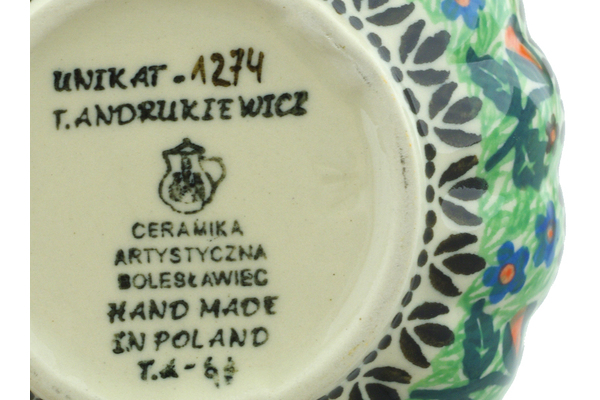 UNIKAT-1274
T.ANDRUKIEWICZ
CERAMIKA
ARTYSTYCZNA
BOLESŁAWIEC
HAND MADE
IN POLAND